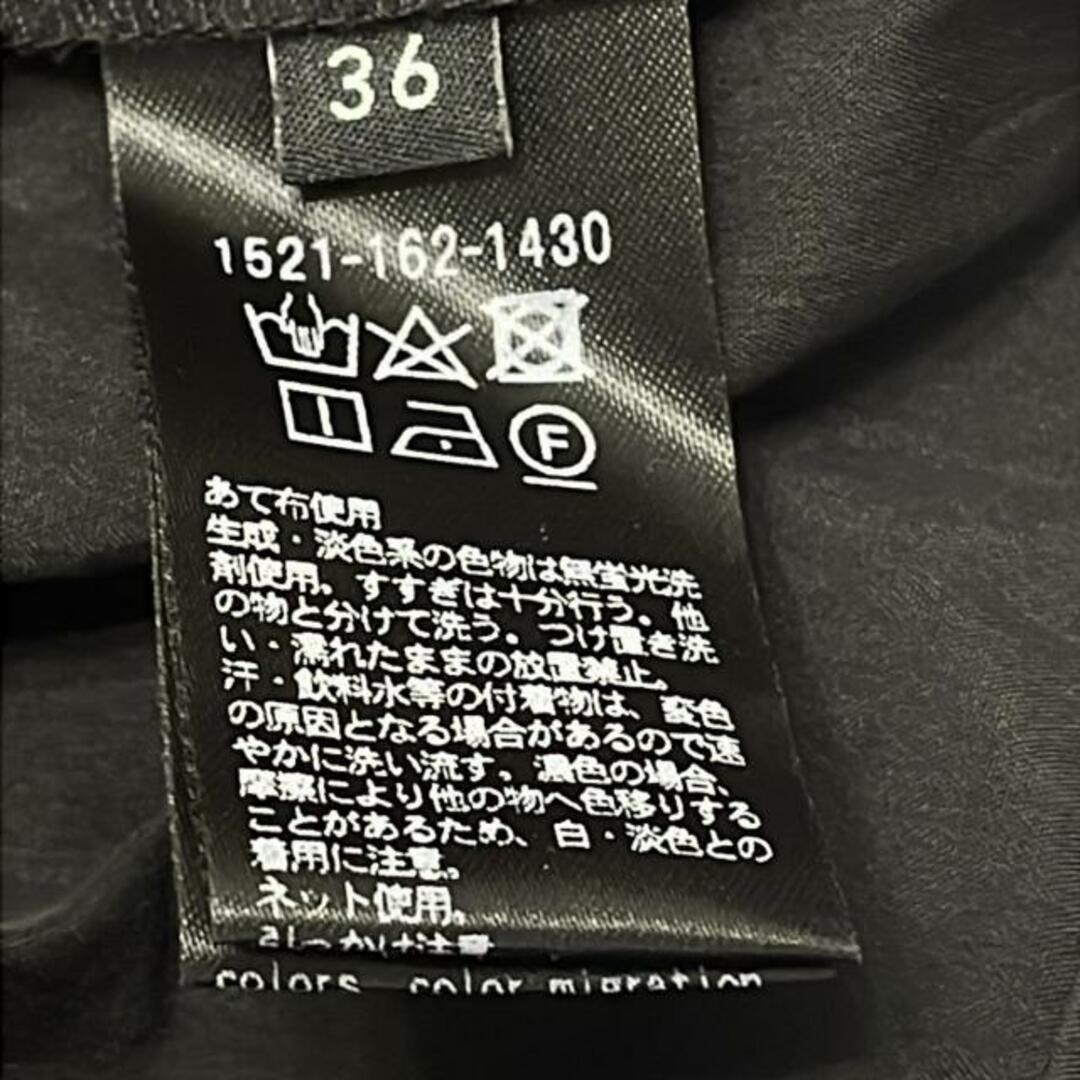 36
1521-162-1430
F
あて布使用
生成・淡色系の色物は無蛍光洗
剤使用。すすぎは十分行う。他
の物と分けて洗う。つけ置き洗
い・濡れたままの放置禁止。
汗・飲料水等の付着物は、変色
の原因となる場合があるので速
やかに洗い流す。濃色の場合、
摩擦により他の物へ色移りする
ことがあるため、白・淡色との
着用に注意。
ネット使用。
引っかけ注意
colors color migration